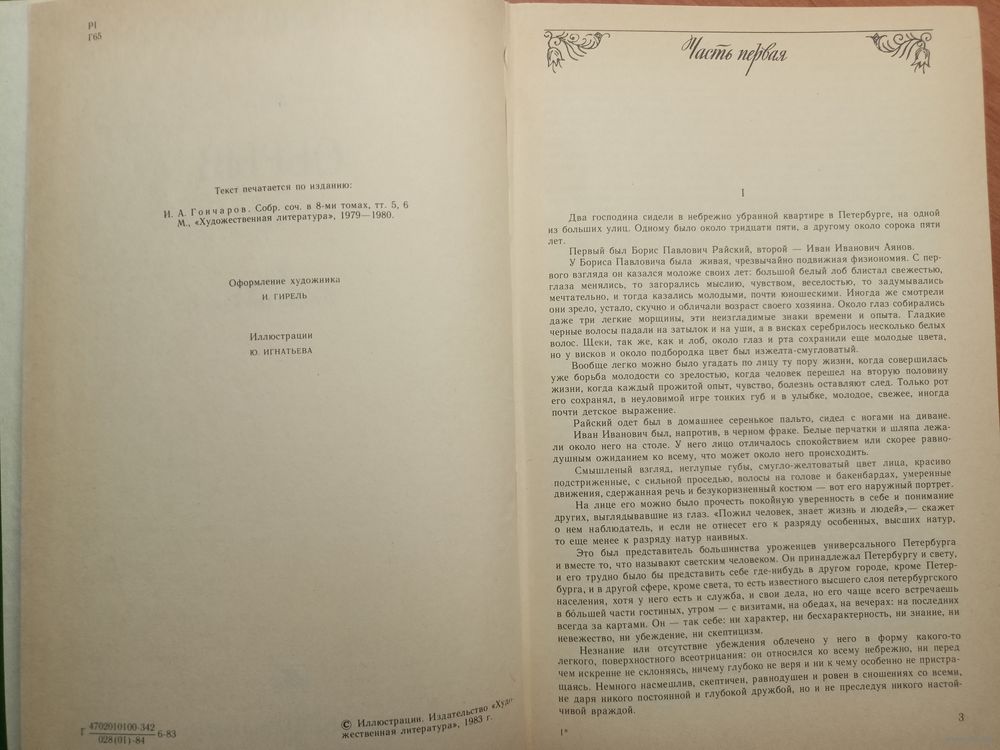 Р1
Г65
Текст печатается по изданию:
И. А. Гончаров. Собр. соч. в 8-ми томах, тт. 5, 6
М., «Художественная литература», 1979—1980.
Оформление художника
И. ГИРЕЛЬ
Иллюстрации
Ю. ИГНАТЬЕВА
Г 4702010100-342
028(01)-84 6-83
© Иллюстрации. Издательство «Худо-
жественная литература», 1983 г.
Часть первая
I
Два господина сидели в небрежно убранной квартире в Петербурге, на одной
из больших улиц. Одному было около тридцати пяти, а другому около сорока пяти
лет.
Первый был Борис Павлович Райский, второй — Иван Иванович Аянов.
У Бориса Павловича была живая, чрезвычайно подвижная физиономия. С пер-
вого взгляда он казался моложе своих лет: большой белый лоб блистал свежестью,
глаза менялись, то загорались мыслию, чувством, веселостью, то задумывались
мечтательно, и тогда казались молодыми, почти юношескими. Иногда же смотрели
они зрело, устало, скучно и обличали возраст своего хозяина. Около глаз собирались
даже три легкие морщины, эти неизгладимые знаки времени и опыта. Гладкие
черные волосы падали на затылок и на уши, а в висках серебрилось несколько белых
волос. Щеки, так же, как и лоб, около глаз и рта сохранили еще молодые цвета,
но у висков и около подбородка цвет был изжелта-смугловатый.
Вообще легко можно было угадать по лицу ту пору жизни, когда совершилась
уже борьба молодости со зрелостью, когда человек перешел на вторую половину
жизни, когда каждый прожитой опыт, чувство, болезнь оставляют след. Только рот
его сохранял, в неуловимой игре тонких губ и в улыбке, молодое, свежее, иногда
почти детское выражение.
Райский одет был в домашнее серенькое пальто, сидел с ногами на диване.
Иван Иванович был, напротив, в черном фраке. Белые перчатки и шляпа лежа-
ли около него на столе. У него лицо отличалось спокойствием или скорее равно-
душным ожиданием ко всему, что может около него происходить.
Смышленый взгляд, неглупые губы, смугло-желтоватый цвет лица, красиво
подстриженные, с сильной проседью, волосы на голове и бакенбардах, умеренные
движения, сдержанная речь и безукоризненный костюм — вот его наружный портрет.
На лице его можно было прочесть покойную уверенность в себе и понимание
других, выглядывавшие из глаз. «Пожил человек, знает жизнь и людей»,— скажет
о нем наблюдатель, и если не отнесет его к разряду особенных, высших натур,
то еще менее к разряду натур наивных.
Это был представитель большинства уроженцев универсального Петербурга
и вместе то, что называют светским человеком. Он принадлежал Петербургу и свету,
и его трудно было бы представить себе где-нибудь в другом городе, кроме Петер-
бурга, и в другой сфере, кроме света, то есть известного высшего слоя петербургского
населения, хотя у него есть и служба, и свои дела, но его чаще всего встречаешь
в бо́льшей части гостиных, утром — с визитами, на обедах, на вечерах: на последних
всегда за картами. Он — так себе: ни характер, ни бесхарактерность, ни знание, ни
невежество, ни убеждение, ни скептицизм.
Незнание или отсутствие убеждения облечено у него в форму какого-то
легкого, поверхностного всеотрицания: он относился ко всему небрежно, ни перед
чем искренне не склоняясь, ничему глубоко не веря и ни к чему особенно не пристра-
щаясь. Немного насмешлив, скептичен, равнодушен и ровен в сношениях со всеми,
не даря никого постоянной и глубокой дружбой, но и не преследуя никого настой-
чивой враждой.
1*
3